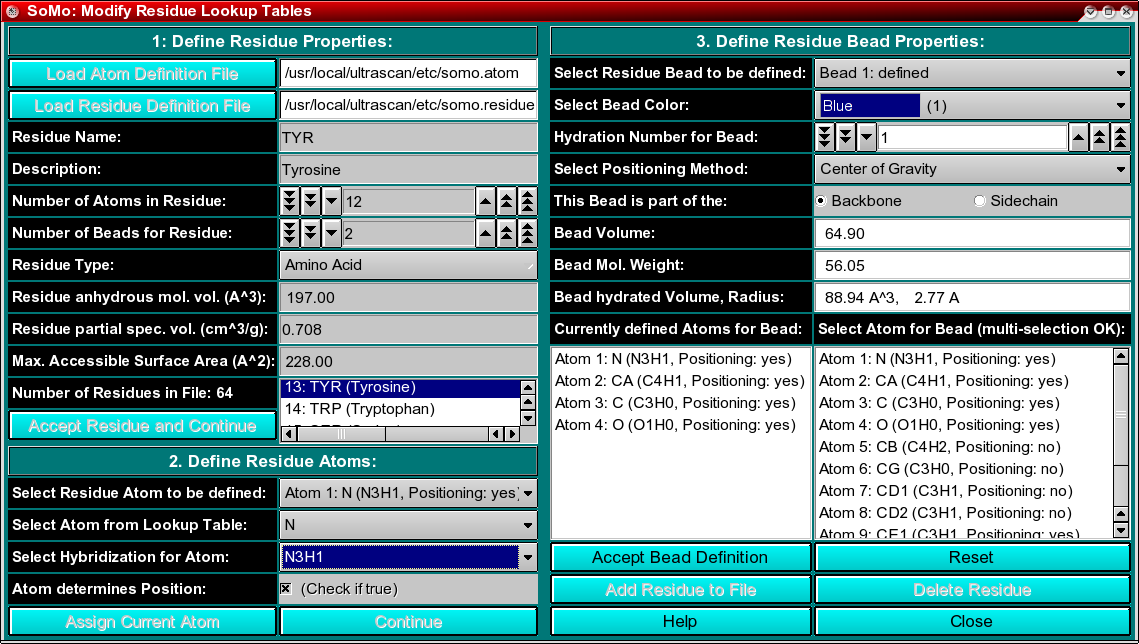 SoMo: Modify Residue Lookup Tables
1: Define Residue Properties:
Load Atom Definition File
/usr/local/ultrascan/etc/somo.atom
Load Residue Definition File
/usr/local/ultrascan/etc/somo.residue
Residue Name:
TYR
Description:
Tyrosine
Number of Atoms in Residue:
12
Number of Beads for Residue:
2
Residue Type:
Amino Acid
Residue anhydrous mol. vol. (A^3):
197.00
Residue partial spec. vol. (cm^3/g):
0.708
Max. Accessible Surface Area (A^2):
228.00
Number of Residues in File: 64
13: TYR (Tyrosine)
14: TRP (Tryptophan)
Accept Residue and Continue
2. Define Residue Atoms:
Select Residue Atom to be defined:
Atom 1: N (N3H1, Positioning: yes)
Select Atom from Lookup Table:
N
Select Hybridization for Atom:
N3H1
Atom determines Position:
(Check if true)
Assign Current Atom
Continue
3. Define Residue Bead Properties:
Select Residue Bead to be defined:
Bead 1: defined
Select Bead Color:
Blue (1)
Hydration Number for Bead:
1
Select Positioning Method:
Center of Gravity
This Bead is part of the:
Backbone
Sidechain
Bead Volume:
64.90
Bead Mol. Weight:
56.05
Bead hydrated Volume, Radius:
88.94 A^3, 2.77 A
Currently defined Atoms for Bead:
Atom 1: N (N3H1, Positioning: yes)
Atom 2: CA (C4H1, Positioning: yes)
Atom 3: C (C3H0, Positioning: yes)
Atom 4: O (O1H0, Positioning: yes)
Select Atom for Bead (multi-selection OK):
Atom 1: N (N3H1, Positioning: yes)
Atom 2: CA (C4H1, Positioning: yes)
Atom 3: C (C3H0, Positioning: yes)
Atom 4: O (O1H0, Positioning: yes)
Atom 5: CB (C4H2, Positioning: no)
Atom 6: CG (C3H0, Positioning: no)
Atom 7: CD1 (C3H1, Positioning: no)
Atom 8: CD2 (C3H1, Positioning: no)
Atom 9: CE1 (C3H1, Positioning: yes)
Accept Bead Definition
Reset
Add Residue to File
Delete Residue
Help
Close